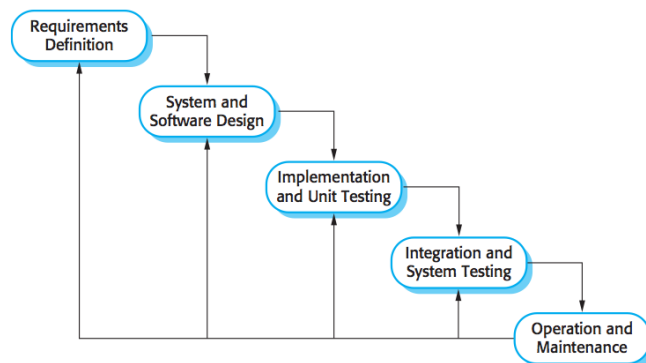 Requirements
Definition
System and
Software Design
Implementation
and Unit Testing
Integration and
System Testing
Operation and
Maintenance